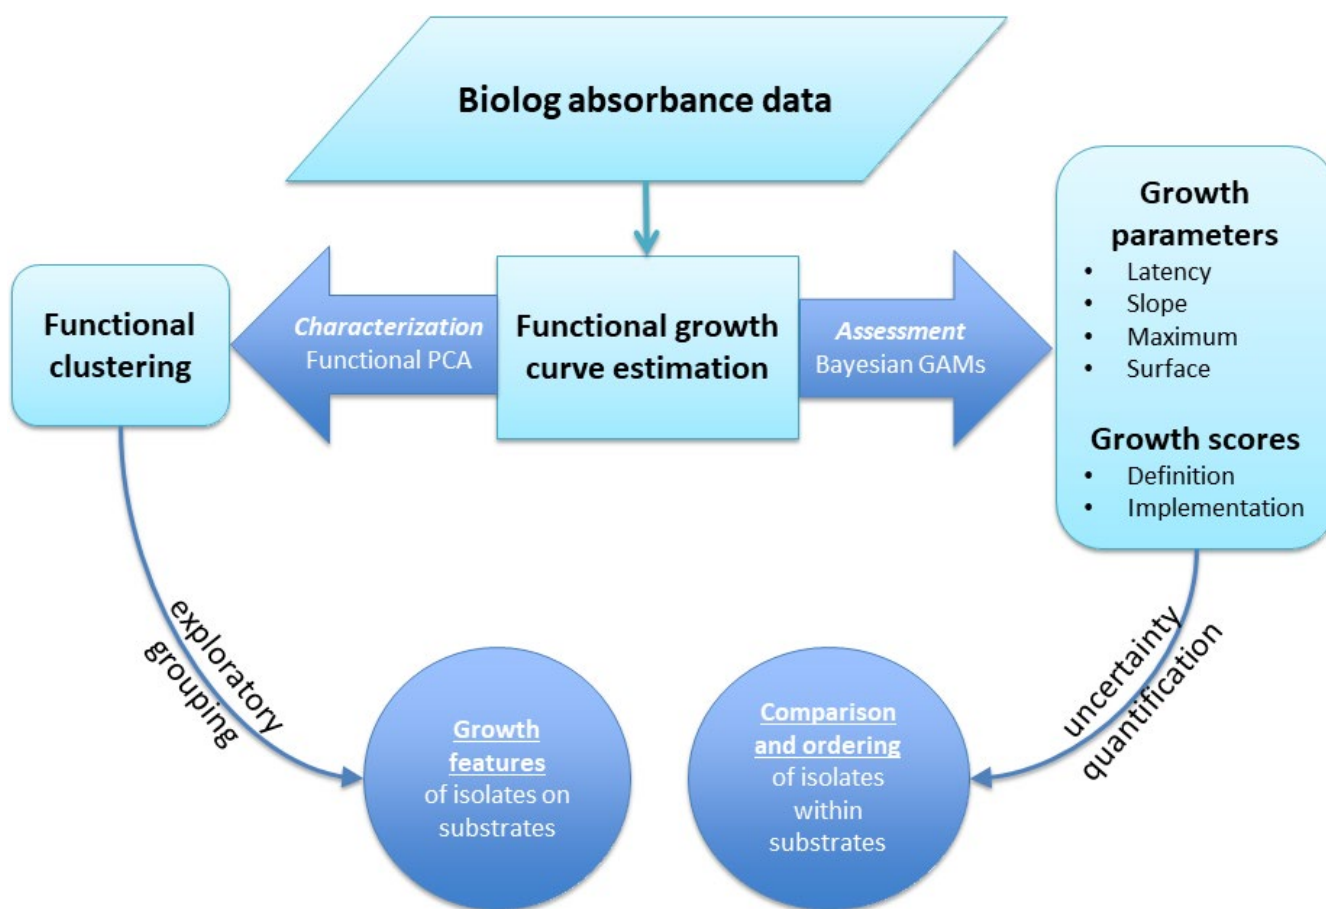 Biolog absorbance data
Functional
clustering
Characterization
Functional PCA
Functional growth
curve estimation
Assessment
Bayesian GAMs
Growth
parameters
• Latency
• Slope
• Maximum
• Surface
Growth scores
• Definition
• Implementation
exploratory
grouping
uncertainty
quantification
Growth
features
of isolates on
substrates
Comparison
and ordering
of isolates
within
substrates